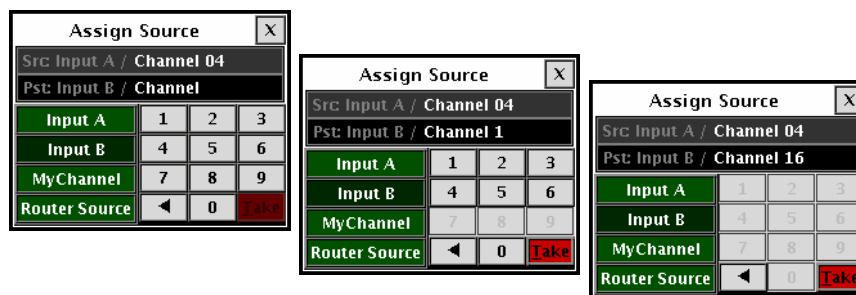 Assign Source X
Src: Input A / Channel 04
Pst: Input B / Channel
Input A 1 2 3
Input B 4 5 6
MyChannel 7 8 9
Router Source ◄ 0 Take
Assign Source X
Src: Input A / Channel 04
Pst: Input B / Channel 1
Input A 1 2 3
Input B 4 5 6
MyChannel 7 8 9
Router Source ◄ 0 Take
Assign Source X
Src: Input A / Channel 04
Pst: Input B / Channel 16
Input A 1 2 3
Input B 4 5 6
MyChannel 7 8 9
Router Source ◄ 0 Take